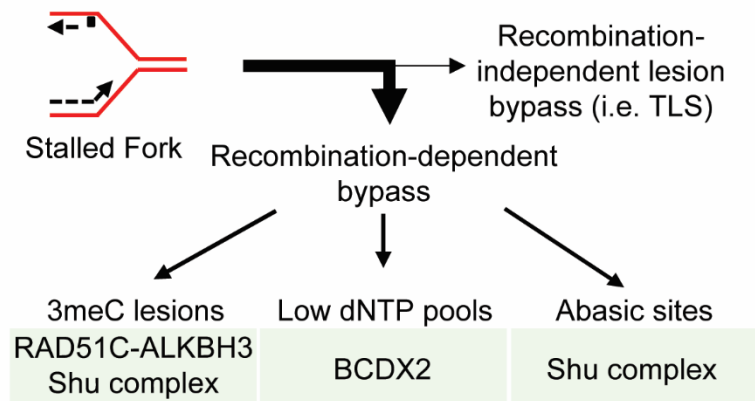 Stalled Fork
Recombination-
independent lesion
bypass (i.e. TLS)
Recombination-dependent
bypass
3meC lesions
RAD51C-ALKBH3
Shu complex
Low dNTP pools
BCDX2
Abasic sites
Shu complex